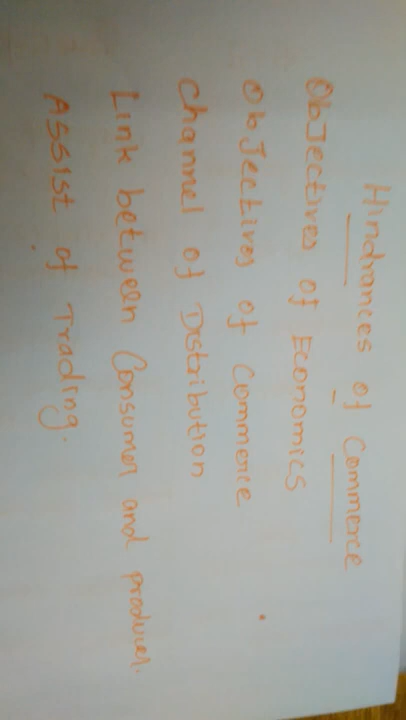 Hindrances of Commerce
Objectives of Economics
Objectives of Commerce
Channel of Distribution
Link between Consumer and producer.
Assist of Trading.